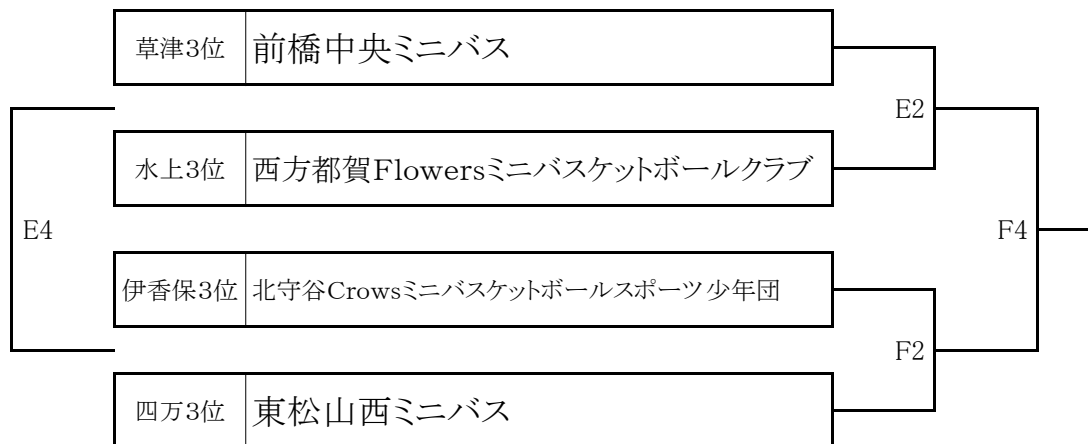 草津3位 前橋中央ミニバス
E2
水上3位 西方都賀Flowersミニバスケットボールクラブ
E4
F4
伊香保3位 北守谷Crowsミニバスケットボールスポーツ少年団
F2
四万3位 東松山西ミニバス